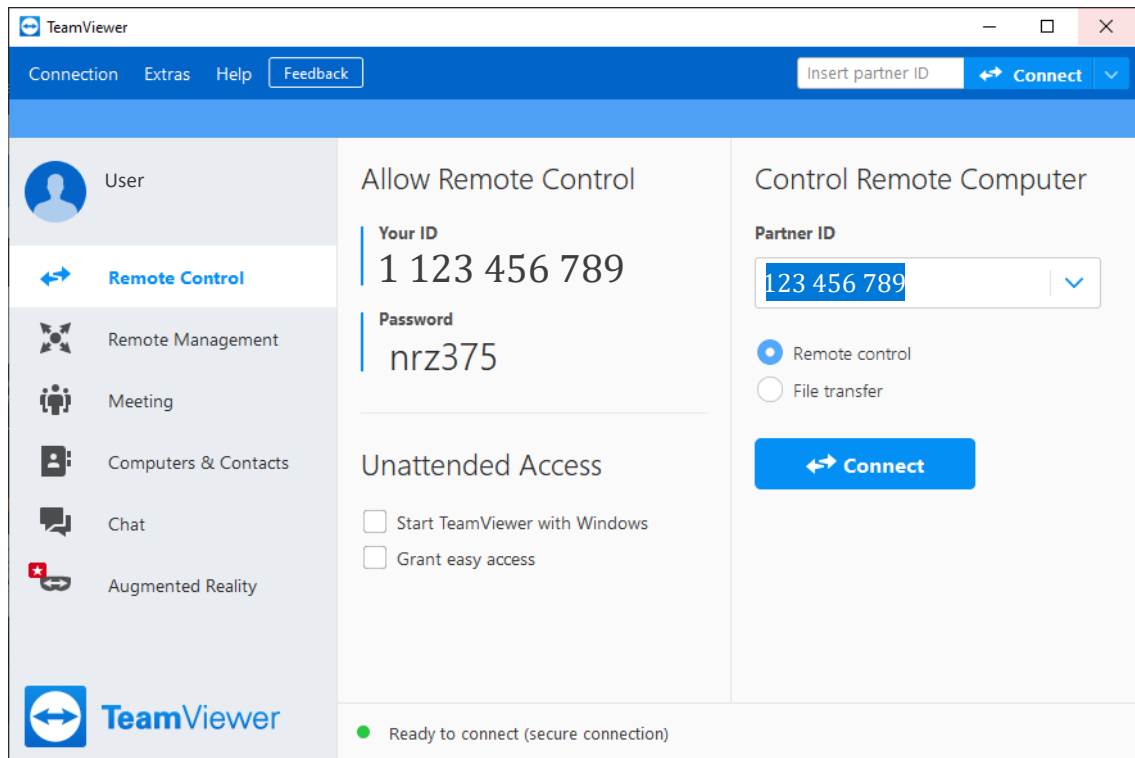 TeamViewer
Connection Extras Help Feedback
Insert partner ID Connect
User
Remote Control
Remote Management
Meeting
Computers & Contacts
Chat
Augmented Reality
TeamViewer
Allow Remote Control
Your ID
1 123 456 789
Password
nrz375
Unattended Access
Start TeamViewer with Windows
Grant easy access
Control Remote Computer
Partner ID
123 456 789
Remote control
File transfer
Connect
Ready to connect (secure connection)